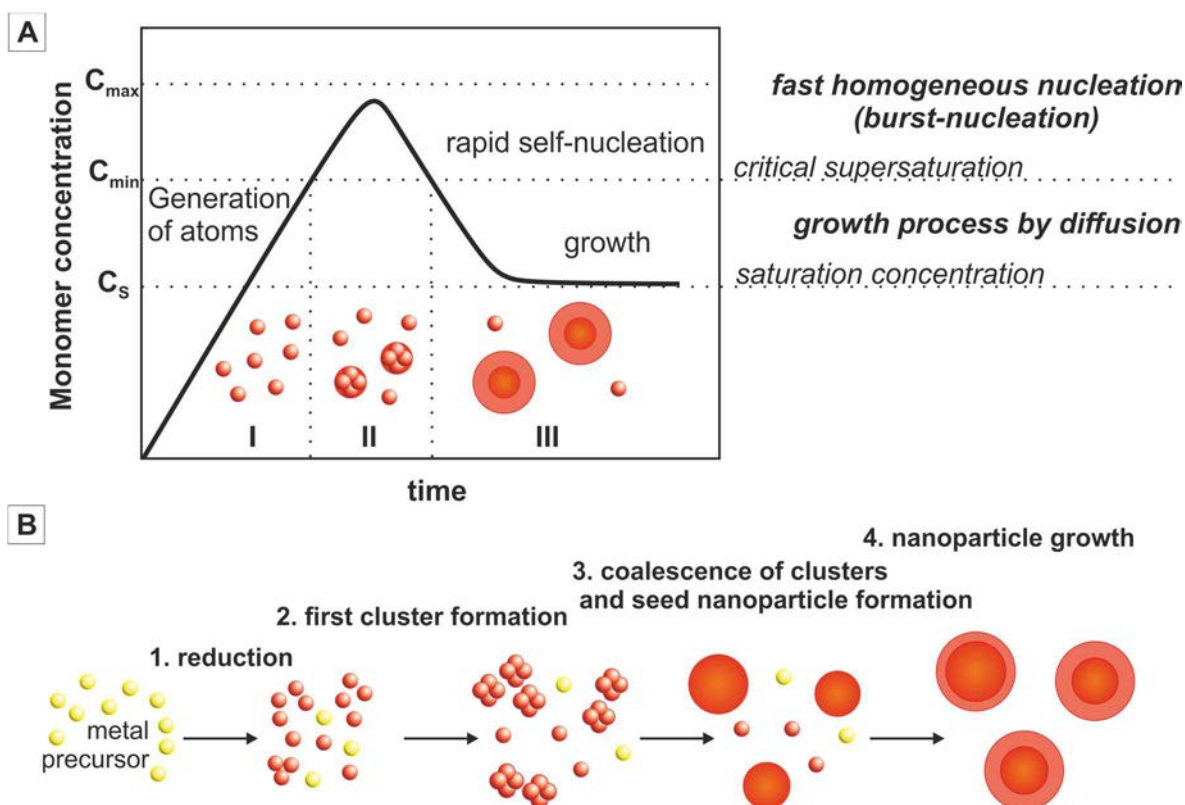 A
Monomer concentration
C_max
C_min
C_S
Generation
of atoms
rapid self-nucleation
growth
I
II
III
time
fast homogeneous nucleation
(burst-nucleation)
critical supersaturation
growth process by diffusion
saturation concentration
B
metal
precursor
1. reduction
2. first cluster formation
3. coalescence of clusters
and seed nanoparticle formation
4. nanoparticle growth